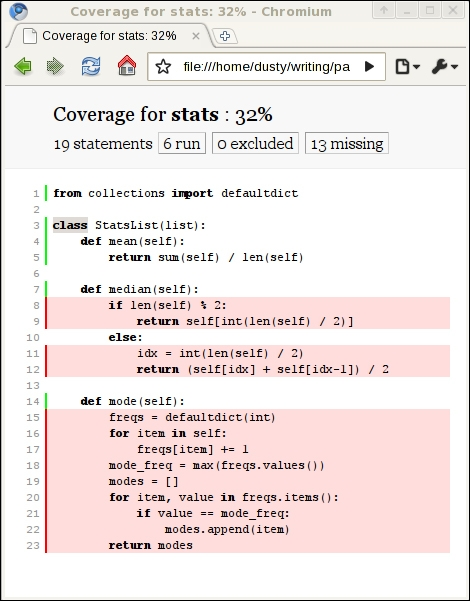 Coverage for stats: 32% - Chromium
Coverage for stats: 32%
file:///home/dusty/writing/pa
Coverage for stats : 32%
19 statements 6 run 0 excluded 13 missing
1 from collections import defaultdict
2
3 class StatsList(list):
4     def mean(self):
5         return sum(self) / len(self)
6
7     def median(self):
8         if len(self) % 2:
9             return self[int(len(self) / 2)]
10         else:
11             idx = int(len(self) / 2)
12             return (self[idx] + self[idx-1]) / 2
13
14     def mode(self):
15         freqs = defaultdict(int)
16         for item in self:
17             freqs[item] += 1
18         mode_freq = max(freqs.values())
19         modes = []
20         for item, value in freqs.items():
21             if value == mode_freq:
22                 modes.append(item)
23         return modes